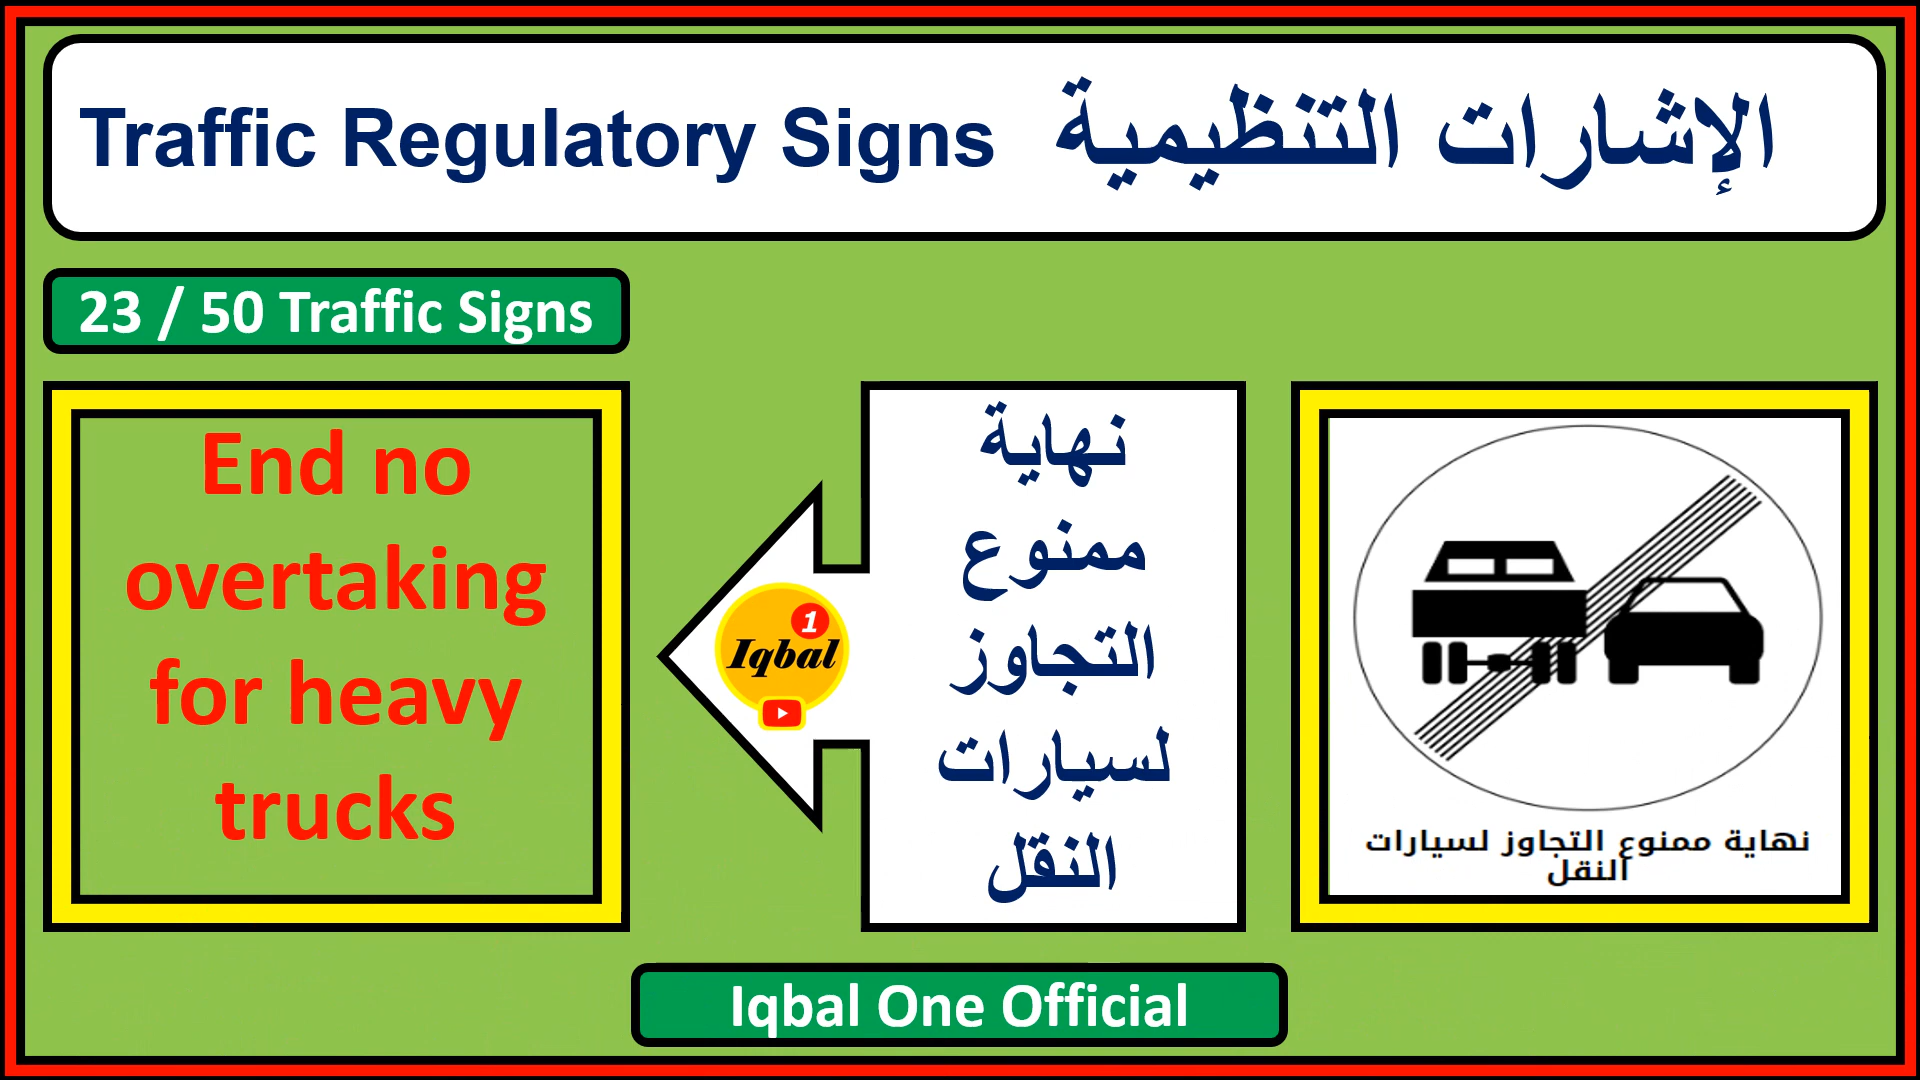 Traffic Regulatory Signs الإشارات التنظيمية
23 / 50 Traffic Signs
End no
overtaking
for heavy
trucks
1
Iqbal
نهاية
ممنوع
التجاوز
لسيارات
النقل
نهاية ممنوع التجاوز لسيارات
النقل
Iqbal One Official